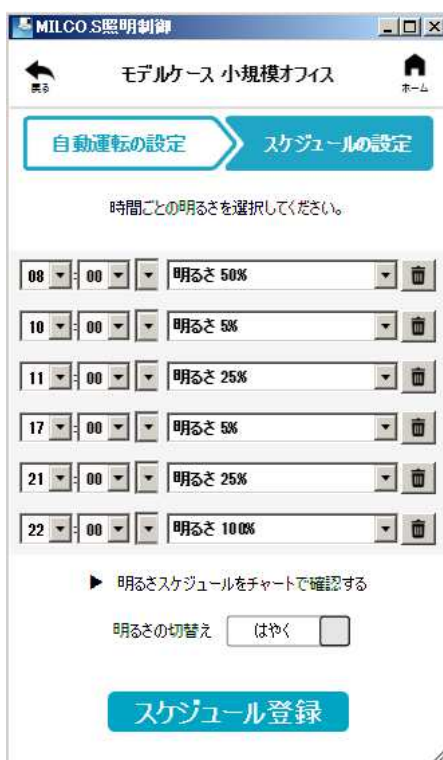 MILCO.S照明制御
戻る
モデルケース 小規模オフィス
ホーム
自動運転の設定
スケジュールの設定
時間ごとの明るさを選択してください。
08 : 00 明るさ 50%
10 : 00 明るさ 5%
11 : 00 明るさ 25%
17 : 00 明るさ 5%
21 : 00 明るさ 25%
22 : 00 明るさ 100%
▶ 明るさスケジュールをチャートで確認する
明るさの切替え はやく
スケジュール登録